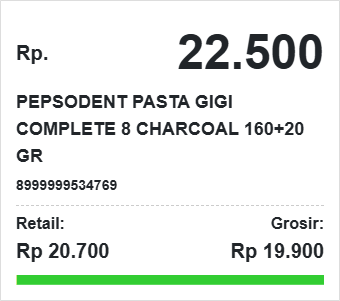 Rp. 22.500
PEPSODENT PASTA GIGI
COMPLETE 8 CHARCOAL 160+20
GR
8999999534769
Retail: Grosir:
Rp 20.700 Rp 19.900